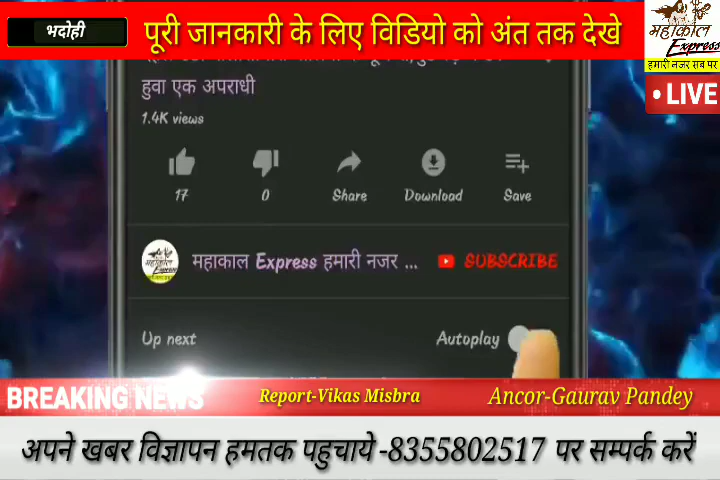 भदोही
पूरी जानकारी के लिए विडियो को अंत तक देखे
महाकाल
Express
हमारी नजर सब पर
• LIVE
हुवा एक अपराधी
1.4K views
17
0
Share
Download
Save
महाकाल Express हमारी नजर ...
SUBSCRIBE
Up next
Autoplay
BREAKING NEWS
Report-Vikas Misbra
Ancor-Gaurav Pandey
अपने खबर विज्ञापन हमतक पहुचाये -8355802517 पर सम्पर्क करें